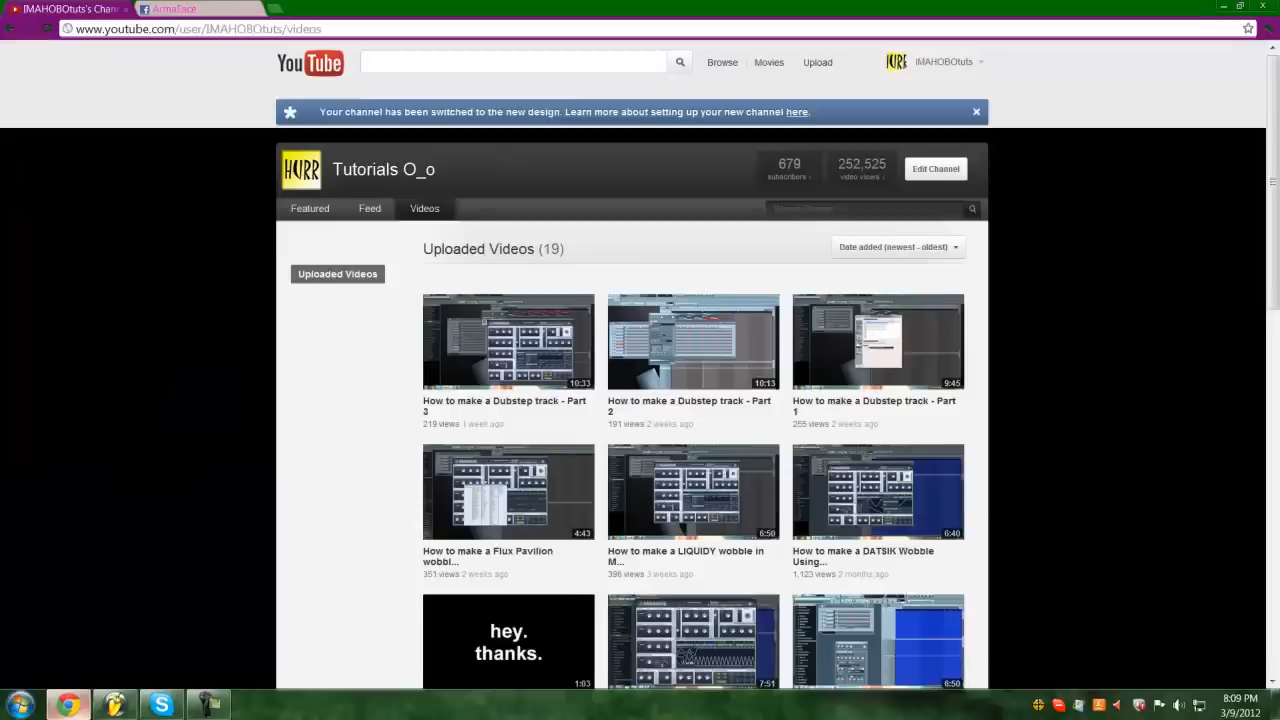 IMAHOBOtuts's Chan
ArmaFace
www.youtube.com/user/IMAHOBOtuts/videos
YouTube
Browse
Movies
Upload
HURR
IMAHOBOtuts
Your channel has been switched to the new design. Learn more about setting up your new channel here.
HURR
Tutorials O_o
679
subscribers
252,525
video views
Edit Channel
Featured
Feed
Videos
Uploaded Videos (19)
Date added (newest - oldest)
Uploaded Videos
10:33
10:13
9:45
How to make a Dubstep track - Part
3
219 views 1 week ago
How to make a Dubstep track - Part
2
191 views 2 weeks ago
How to make a Dubstep track - Part
1
255 views 2 weeks ago
4:43
6:50
6:40
How to make a Flux Pavilion
wobbl...
351 views 2 weeks ago
How to make a LIQUIDY wobble in
M...
396 views 3 weeks ago
How to make a DATSIK Wobble
Using...
1,123 views 2 months ago
hey.
thanks.
1:03
7:51
6:50
8:09 PM
3/9/2012